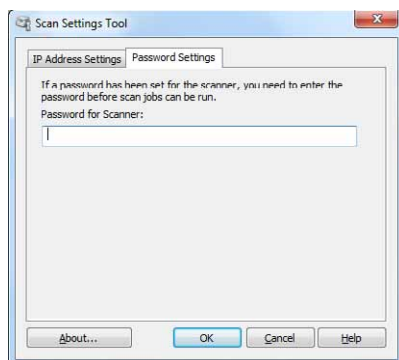 Scan Settings Tool
IP Address Settings Password Settings
If a password has been set for the scanner, you need to enter the
password before scan jobs can be run.
Password for Scanner:
About... OK Cancel Help